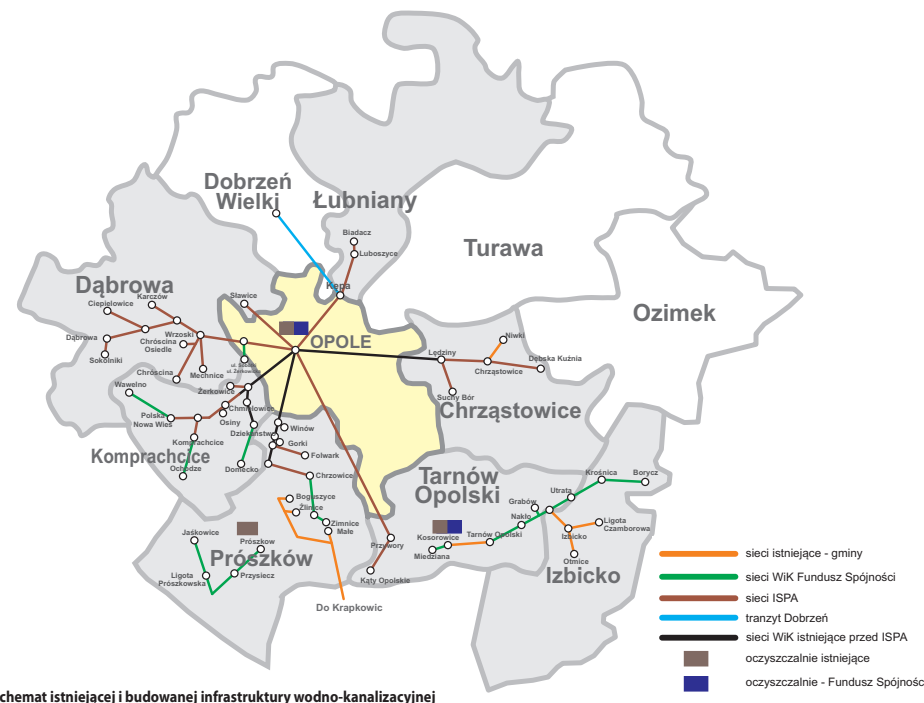 Dobrzeń
Wielki
Łubniany
Biadacz
Luboszyce
Turawa
Kępa
Dąbrowa
Ciepielowice
Karczów
Sławice
Ozimek
OPOLE
Dąbrowa
Wrzoski
Chróścina
Osiedle
Sokolniki
Chróścina
Mechnice
Niwki
Lędziny
Dębska Kuźnia
Chrząstowice
Suchy Bór
Chrząstowice
Wawelno
Żerkowice
Polska
Nowa Wieś
Chmielowice
Osiny
Dziekaństwo
Winów
Gorki
Folwark
Komprachcice
Komprachcice
Ochodze
Domecko
Chrzowice
Tarnów
Opolski
Krośnica
Borycz
Utrata
Grabów
Nakło
Boguszyce
Źlinice
Zimnice
Małe
Kosorowice
Miedziana
Tarnów Opolski
Ligota
Czamborowa
Izbicko
Otmice
Izbicko
Jaśkowice
Prószkow
Prószków
Przysiecz
Ligota
Prószkowska
Przywory
Kąty Opolskie
Do Krapkowic
sieci istniejące - gminy
sieci WiK Fundusz Spójności
sieci ISPA
tranzyt Dobrzeń
sieci WiK istniejące przed ISPA
oczyszczalnie istniejące
oczyszczalnie - Fundusz Spójnośc
chemat istniejącej i budowanej infrastruktury wodno-kanalizacyjnej